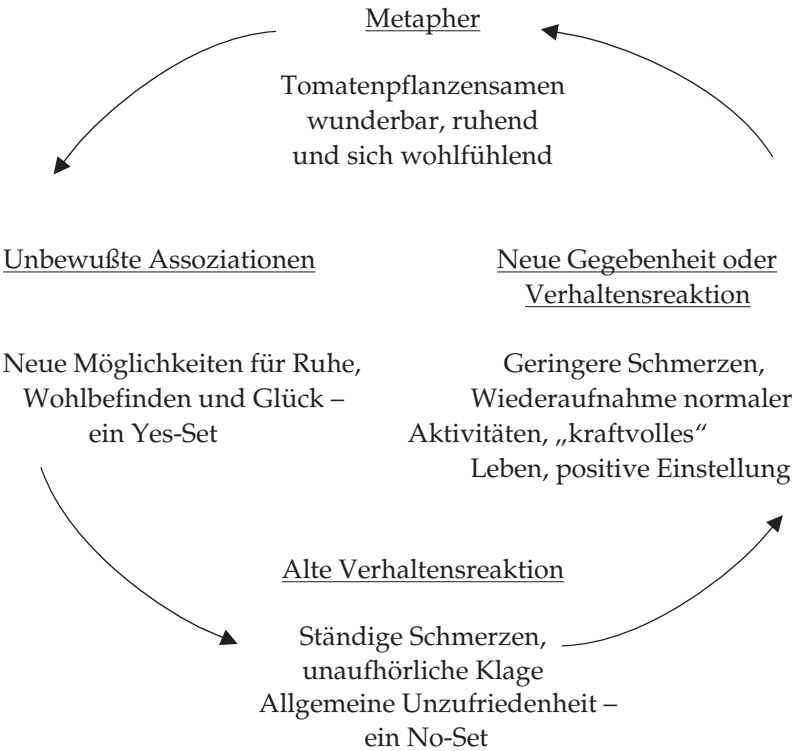 Metapher
Tomatenpflanzensamen
wunderbar, ruhend
und sich wohlfühlend
Unbewußte Assoziationen
Neue Möglichkeiten für Ruhe,
Wohlbefinden und Glück –
ein Yes-Set
Neue Gegebenheit oder
Verhaltensreaktion
Geringere Schmerzen,
Wiederaufnahme normaler
Aktivitäten, „kraftvolles“
Leben, positive Einstellung
Alte Verhaltensreaktion
Ständige Schmerzen,
unaufhörliche Klage
Allgemeine Unzufriedenheit –
ein No-Set